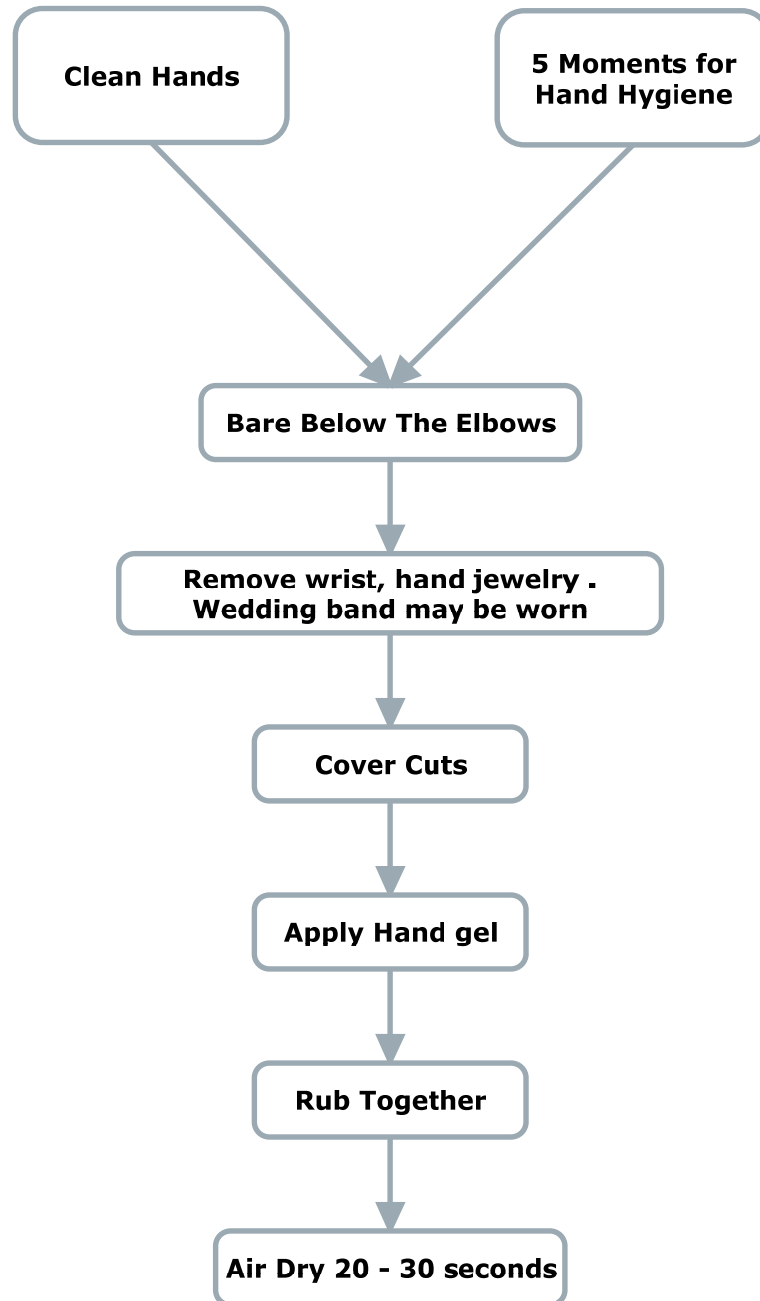 Clean Hands
5 Moments for
Hand Hygiene
Bare Below The Elbows
Remove wrist, hand jewelry .
Wedding band may be worn
Cover Cuts
Apply Hand gel
Rub Together
Air Dry 20 - 30 seconds